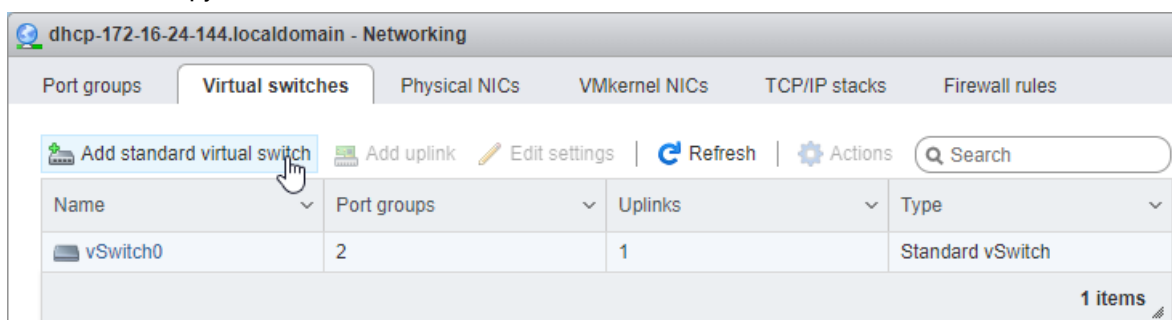 dhcp-172-16-24-144.localdomain - Networking
Port groups Virtual switches Physical NICs VMkernel NICs TCP/IP stacks Firewall rules
Add standard virtual switch Add uplink Edit settings Refresh Actions Search
Name Port groups Uplinks Type
vSwitch0 2 1 Standard vSwitch
1 items